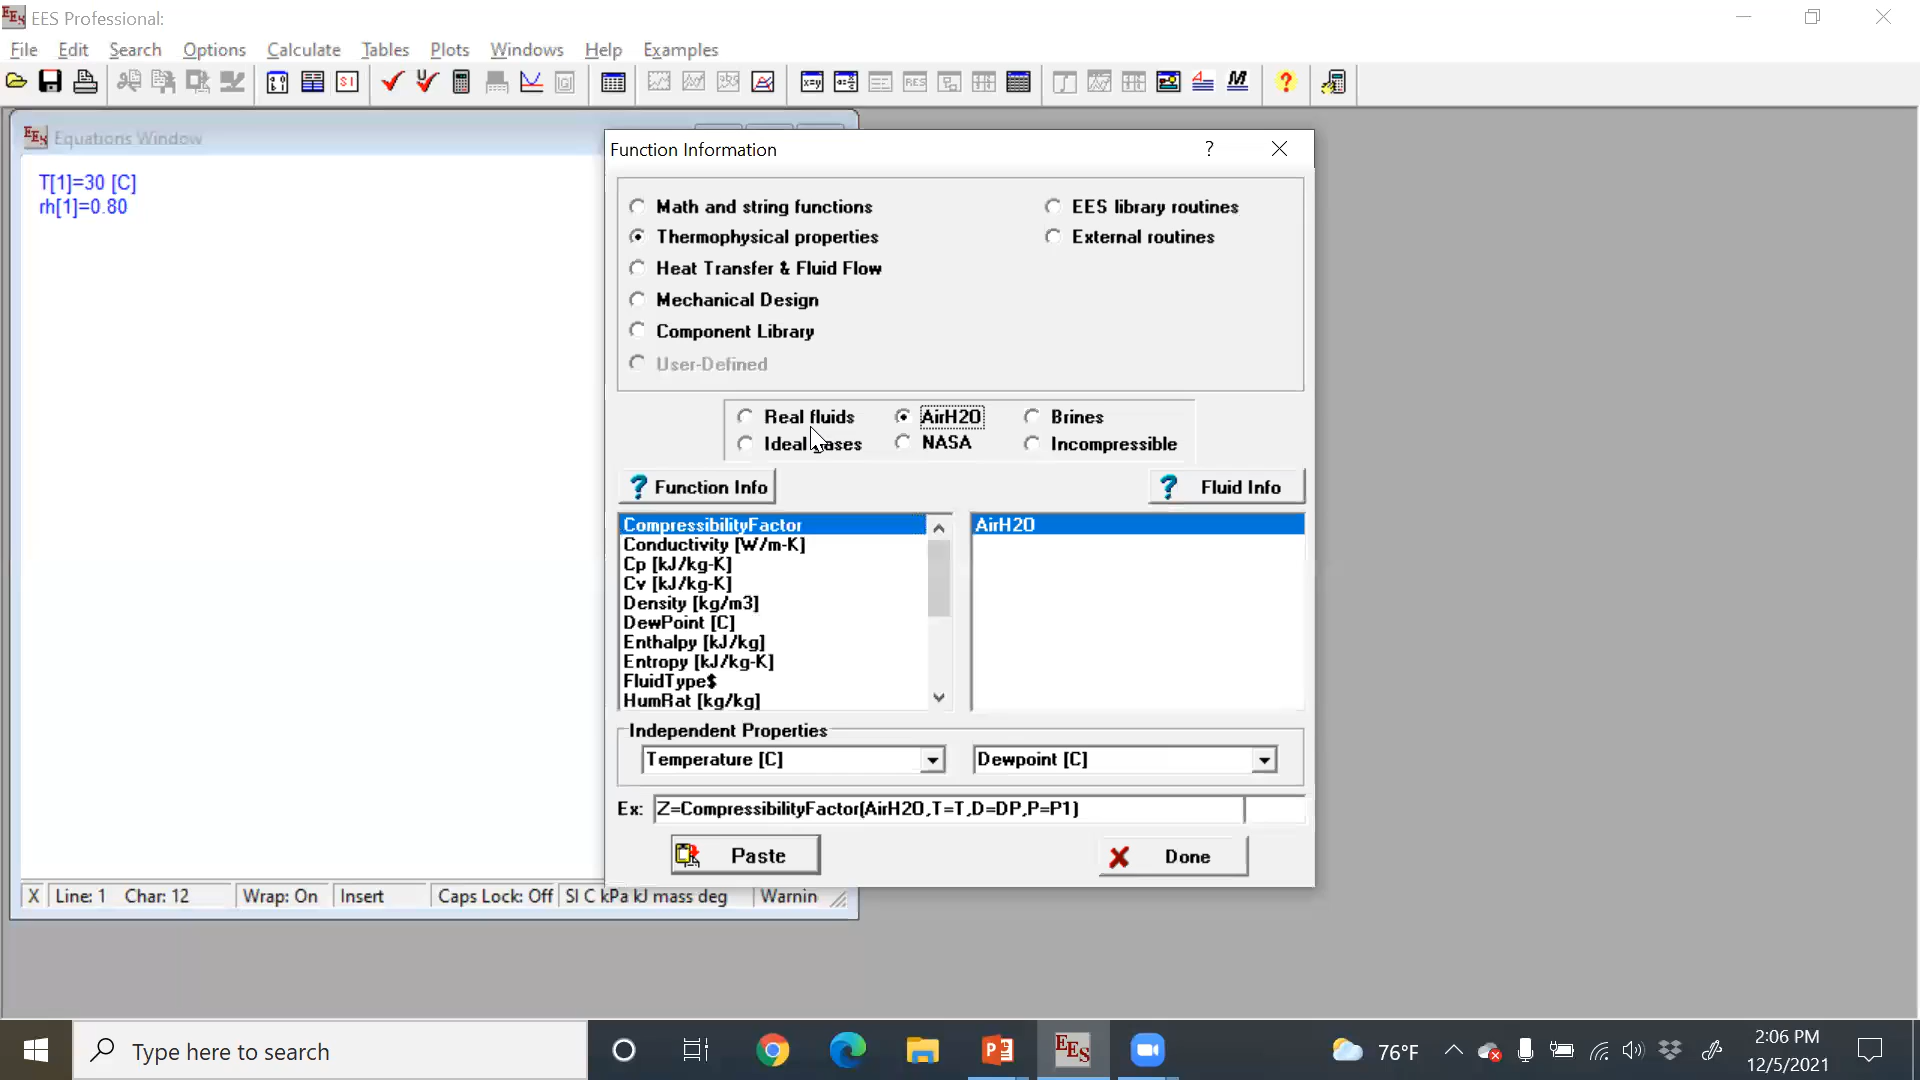 EES Professional:
File Edit Search Options Calculate Tables Plots Windows Help Examples
Equations Window
T[1]=30 [C]
rh[1]=0.80
Function Information
Math and string functions
Thermophysical properties
Heat Transfer & Fluid Flow
Mechanical Design
Component Library
User-Defined
EES library routines
External routines
Real fluids AirH2O Brines
Ideal gases NASA Incompressible
? Function Info ? Fluid Info
CompressibilityFactor
Conductivity [W/m-K]
Cp [kJ/kg-K]
Cv [kJ/kg-K]
Density [kg/m3]
DewPoint [C]
Enthalpy [kJ/kg]
Entropy [kJ/kg-K]
FluidType$
HumRat [kg/kg]
AirH2O
Independent Properties
Temperature [C] Dewpoint [C]
Ex: Z=CompressibilityFactor(AirH2O,T=T,D=DP,P=P1)
Paste Done
X Line: 1 Char: 12 Wrap: On Insert Caps Lock: Off SI C kPa kJ mass deg Warnin
Type here to search
76°F
2:06 PM
12/5/2021